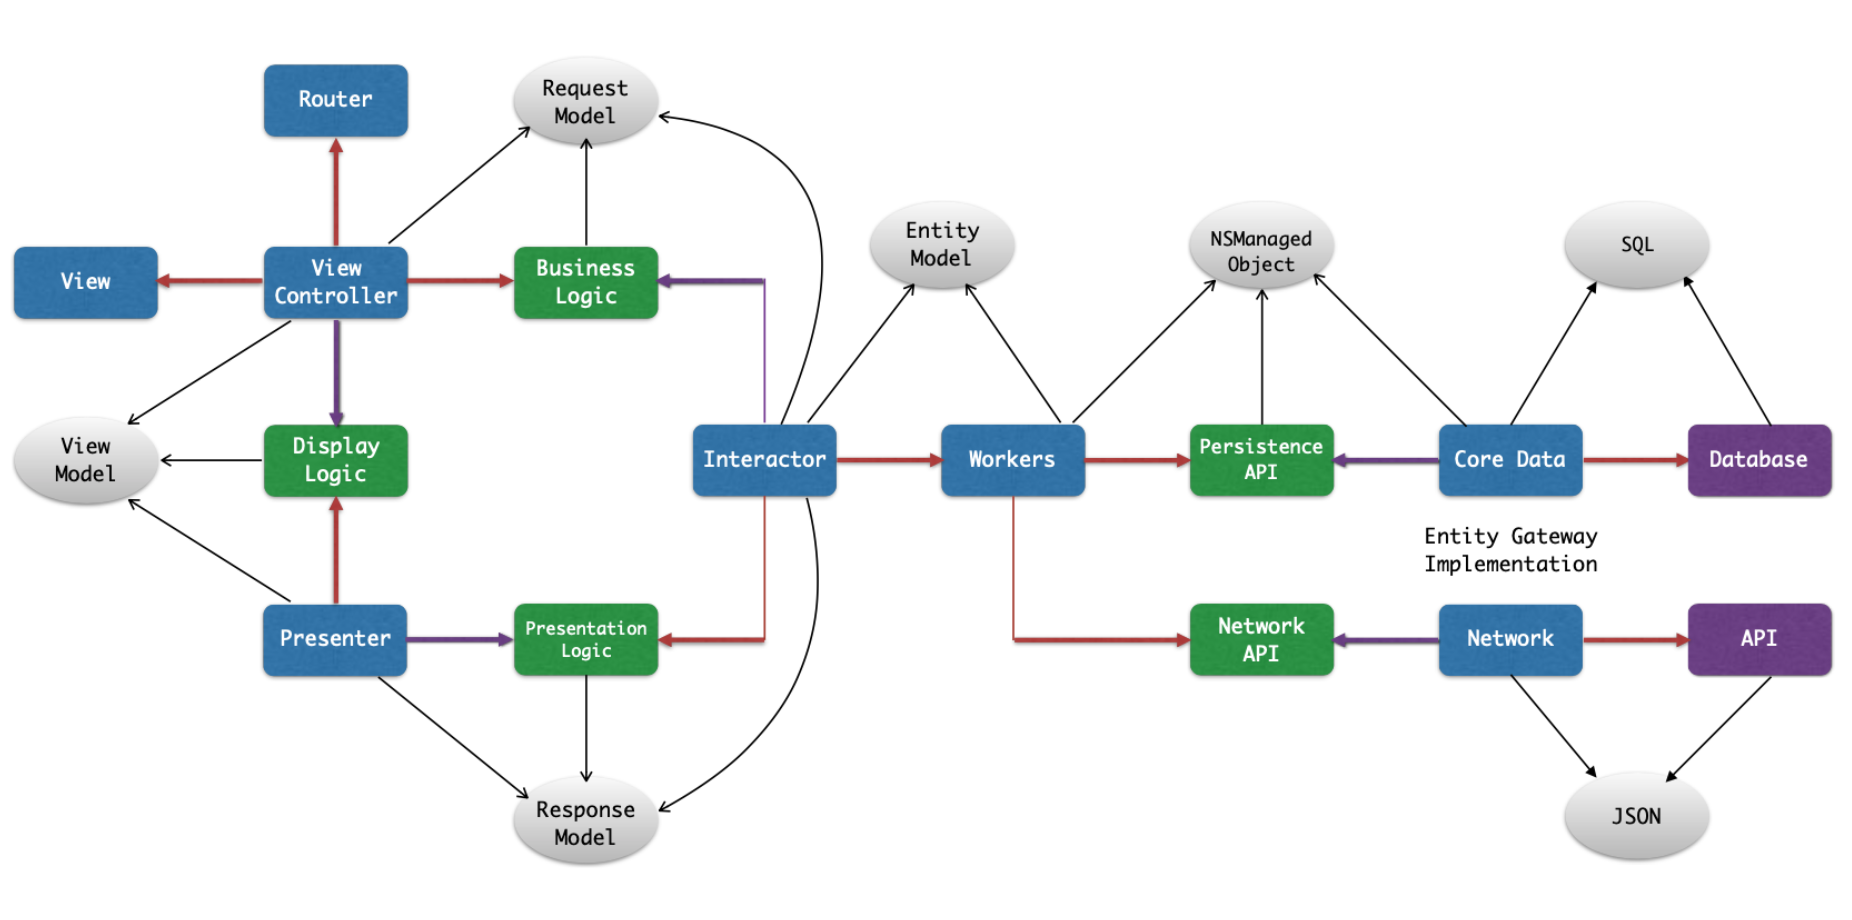 Router
Request
Model
View
View
Controller
Business
Logic
Entity
Model
NSManaged
Object
SQL
View
Model
Display
Logic
Interactor
Workers
Persistence
API
Core Data
Database
Entity Gateway
Implementation
Presenter
Presentation
Logic
Network
API
Network
API
Response
Model
JSON